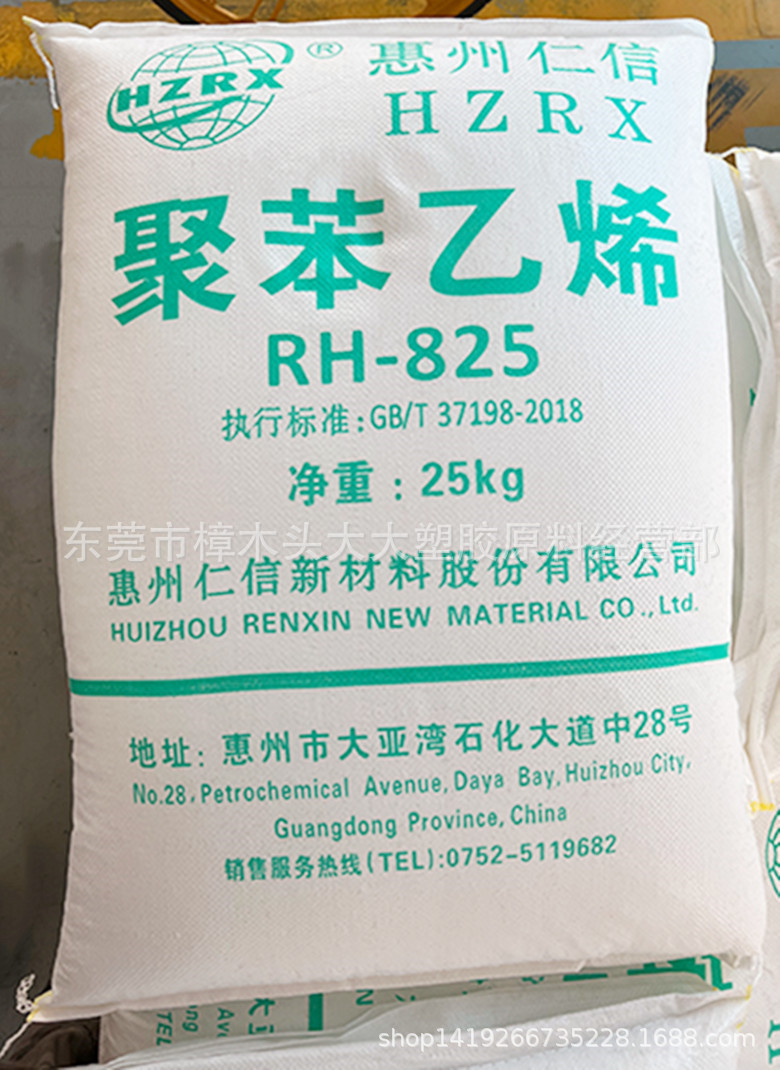 HZRX ® 惠州仁信
HZRX
聚苯乙烯
RH-825
执行标准:GB/T 37198-2018
净重:25kg
东莞市樟木头大大塑胶原料经营部
惠州仁信新材料股份有限公司
HUIZHOU RENXIN NEW MATERIAL CO.,Ltd.
地址:惠州市大亚湾石化大道中28号
No.28,Petrochemical Avenue,Daya Bay,Huizhou City,
Guangdong Province,China
销售服务热线(TEL):0752-5119682
TEL
shop1419266735228.1688.com